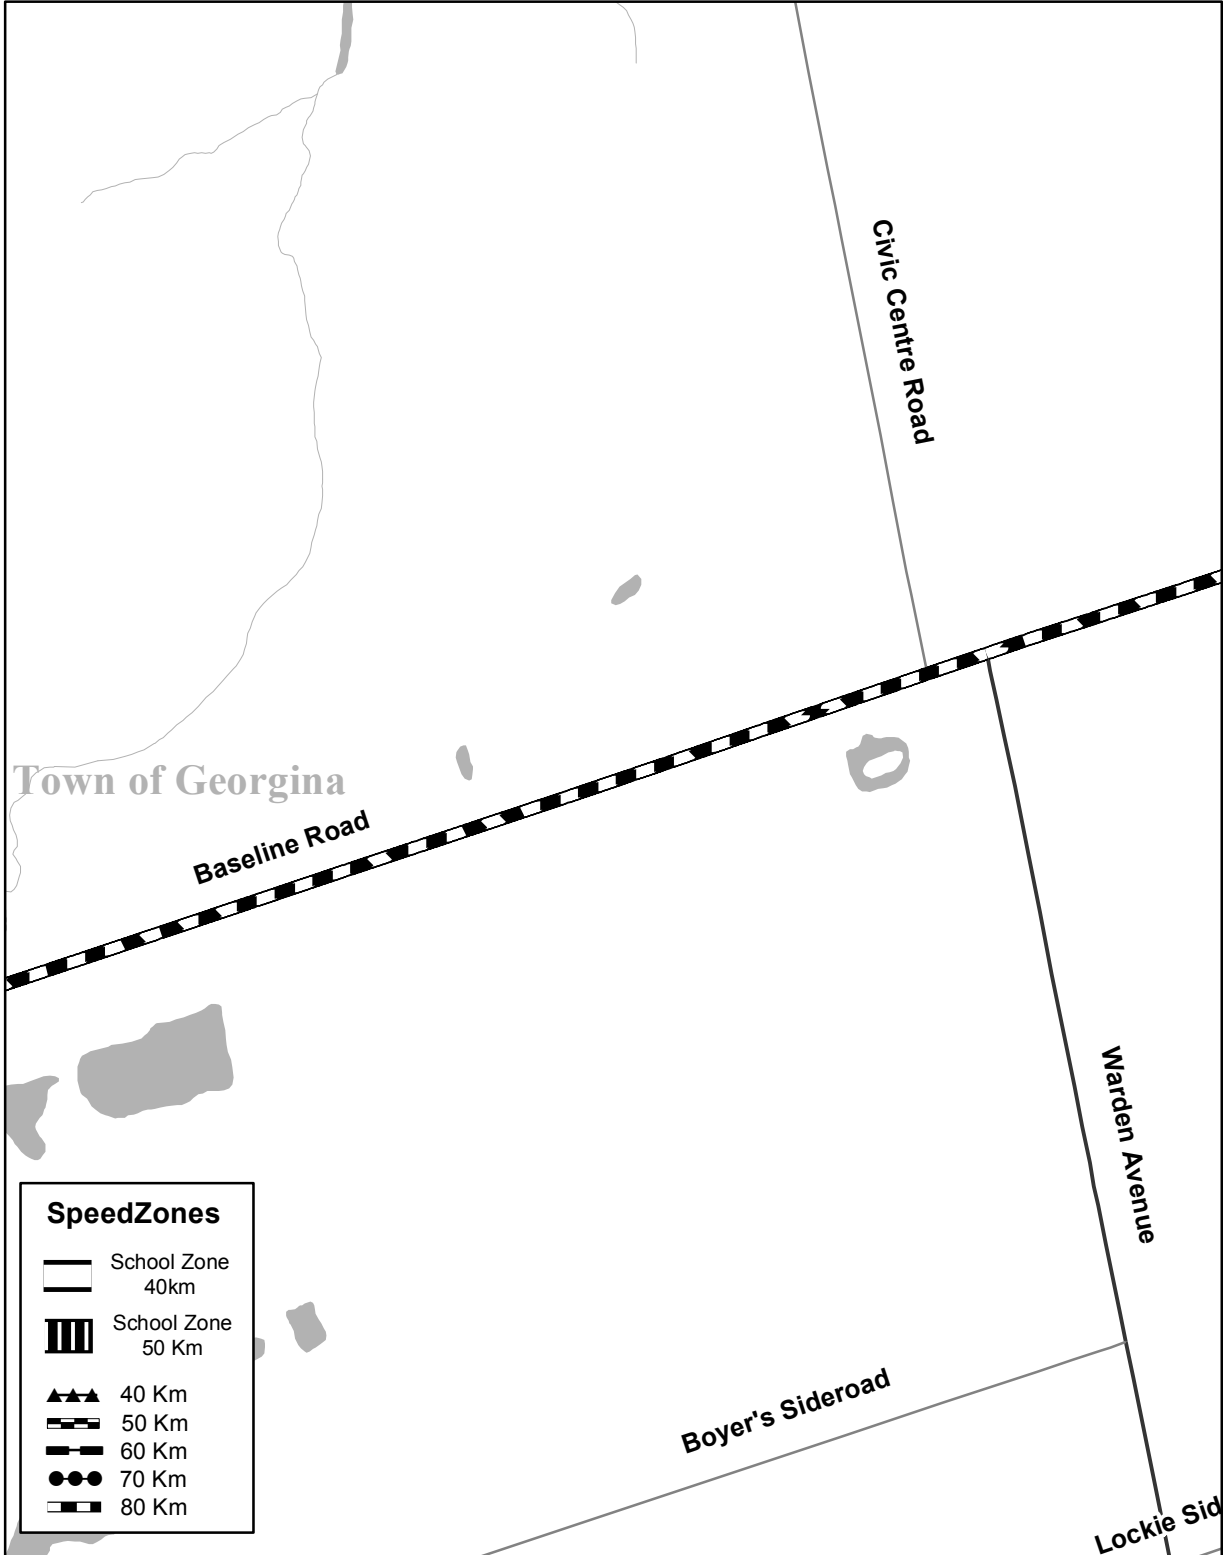 Civic Centre Road
Town of Georgina
Baseline Road
Warden Avenue
SpeedZones
School Zone
40km
School Zone
50 Km
40 Km
50 Km
60 Km
70 Km
80 Km
Boyer's Sideroad
Lockie Sid